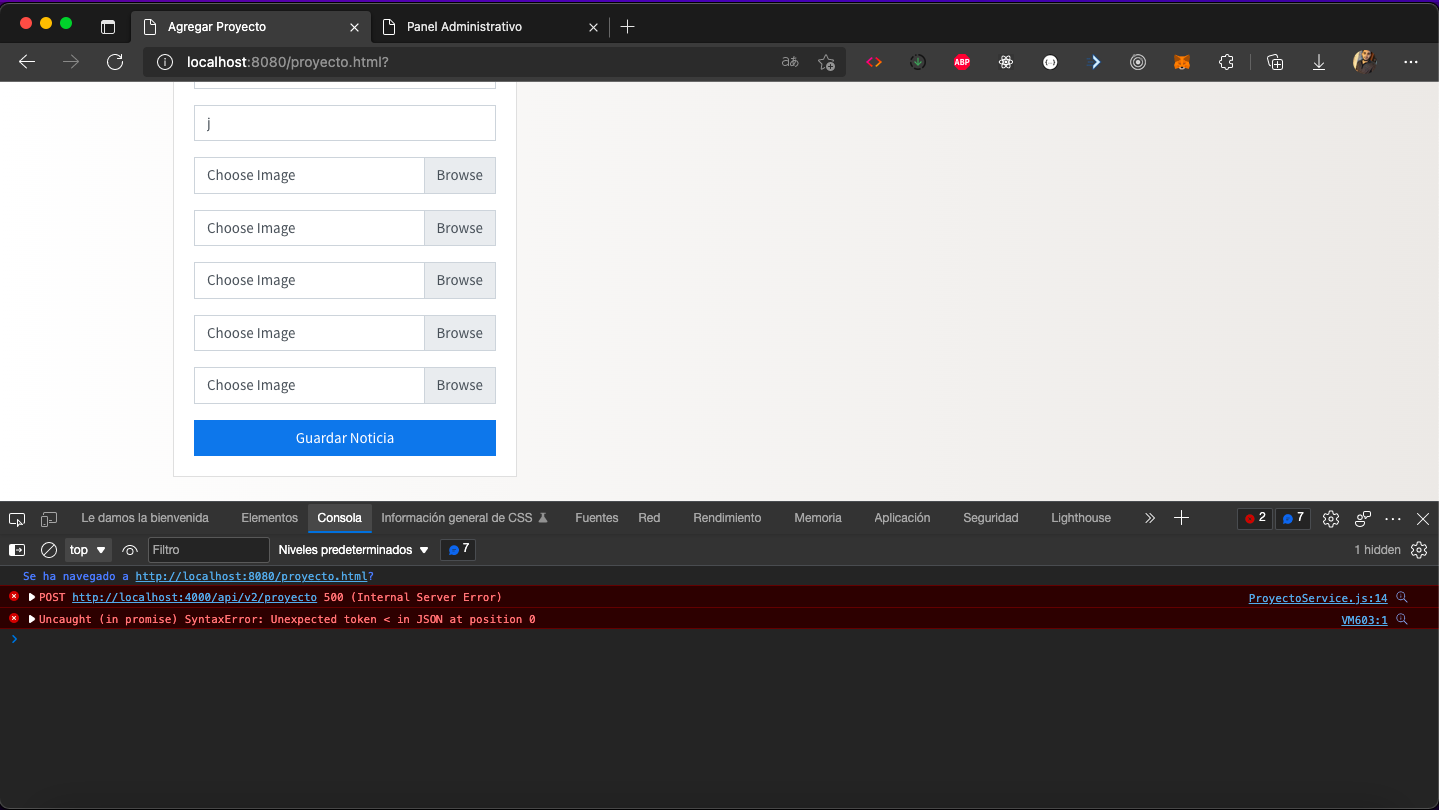 Agregar Proyecto
Panel Administrativo
localhost:8080/proyecto.html?
aあ
ABP
j
Choose Image Browse
Choose Image Browse
Choose Image Browse
Choose Image Browse
Choose Image Browse
Guardar Noticia
Le damos la bienvenida Elementos Consola Información general de CSS Fuentes Red Rendimiento Memoria Aplicación Seguridad Lighthouse 2 7
top Filtro Niveles predeterminados 7 1 hidden
Se ha navegado a http://localhost:8080/proyecto.html?
POST http://localhost:4000/api/v2/proyecto 500 (Internal Server Error) ProyectoService.js:14
Uncaught (in promise) SyntaxError: Unexpected token < in JSON at position 0 VM603:1